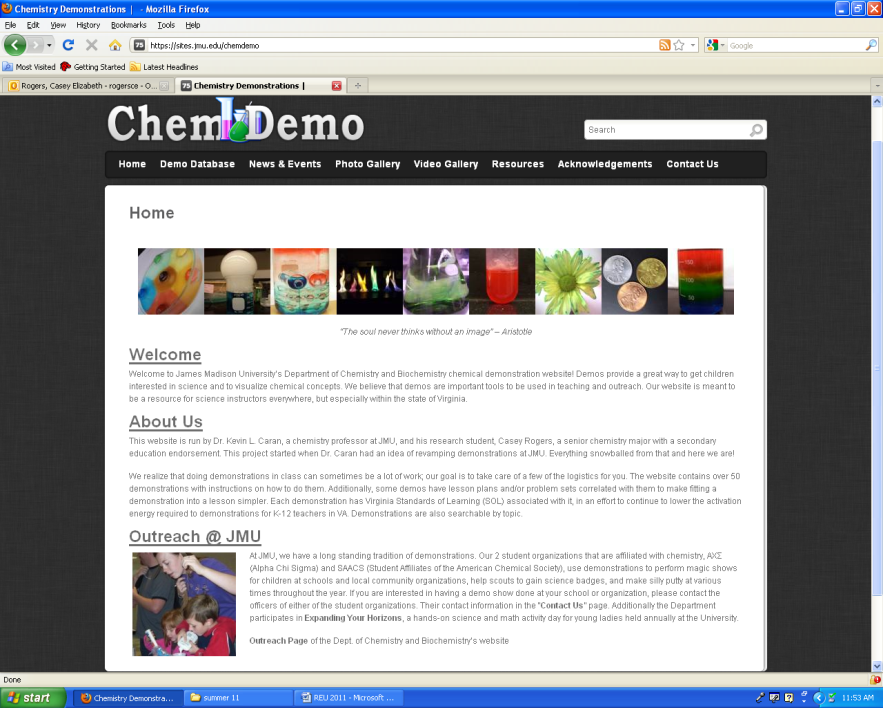 Chemistry Demonstrations | - Mozilla Firefox
File Edit View History Bookmarks Tools Help
75 https://sites.jmu.edu/chemdemo Google
Most Visited Getting Started Latest Headlines
Rogers, Casey Elizabeth - rogersce - O... 75 Chemistry Demonstrations |
ChemDemo
Search
Home Demo Database News & Events Photo Gallery Video Gallery Resources Acknowledgements Contact Us
Home
"The soul never thinks without an image" – Aristotle
Welcome
Welcome to James Madison University's Department of Chemistry and Biochemistry chemical demonstration website! Demos provide a great way to get children
interested in science and to visualize chemical concepts. We believe that demos are important tools to be used in teaching and outreach. Our website is meant to
be a resource for science instructors everywhere, but especially within the state of Virginia.
About Us
This website is run by Dr. Kevin L. Caran, a chemistry professor at JMU, and his research student, Casey Rogers, a senior chemistry major with a secondary
education endorsement. This project started when Dr. Caran had an idea of revamping demonstrations at JMU. Everything snowballed from that and here we are!
We realize that doing demonstrations in class can sometimes be a lot of work; our goal is to take care of a few of the logistics for you. The website contains over 50
demonstrations with instructions on how to do them. Additionally, some demos have lesson plans and/or problem sets correlated with them to make fitting a
demonstration into a lesson simpler. Each demonstration has Virginia Standards of Learning (SOL) associated with it, in an effort to continue to lower the activation
energy required to demonstrations for K-12 teachers in VA. Demonstrations are also searchable by topic.
Outreach @ JMU
At JMU, we have a long standing tradition of demonstrations. Our 2 student organizations that are affiliated with chemistry, ΑΧΣ
(Alpha Chi Sigma) and SAACS (Student Affiliates of the American Chemical Society), use demonstrations to perform magic shows
for children at schools and local community organizations, help scouts to gain science badges, and make silly putty at various
times throughout the year. If you are interested in having a demo show done at your school or organization, please contact the
officers of either of the student organizations. Their contact information in the "Contact Us" page. Additionally the Department
participates in Expanding Your Horizons, a hands-on science and math activity day for young ladies held annually at the University.
Outreach Page of the Dept. of Chemistry and Biochemistry's website
Done
start Chemistry Demonstra... summer 11 REU 2011 - Microsoft ... 11:53 AM